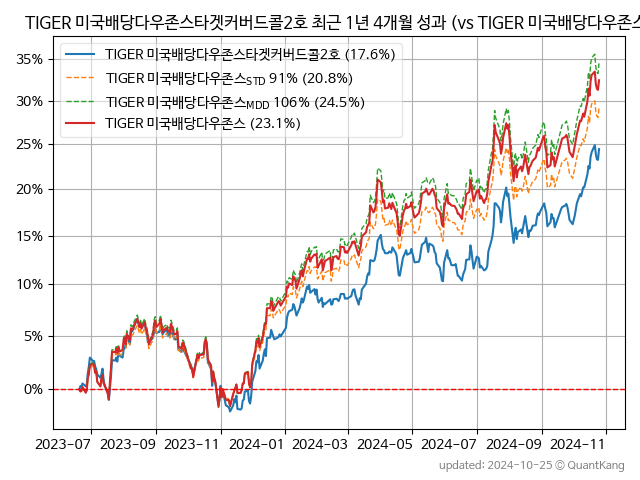 TIGER 미국배당다우존스타겟커버드콜2호 최근 1년 4개월 성과 (vs TIGER 미국배당다우존스
TIGER 미국배당다우존스타겟커버드콜2호 (17.6%)
TIGER 미국배당다우존스STD 91% (20.8%)
TIGER 미국배당다우존스MDD 106% (24.5%)
TIGER 미국배당다우존스 (23.1%)
35%
30%
25%
20%
15%
10%
5%
0%
2023-07 2023-09 2023-11 2024-01 2024-03 2024-05 2024-07 2024-09 2024-11
updated: 2024-10-25 © QuantKang